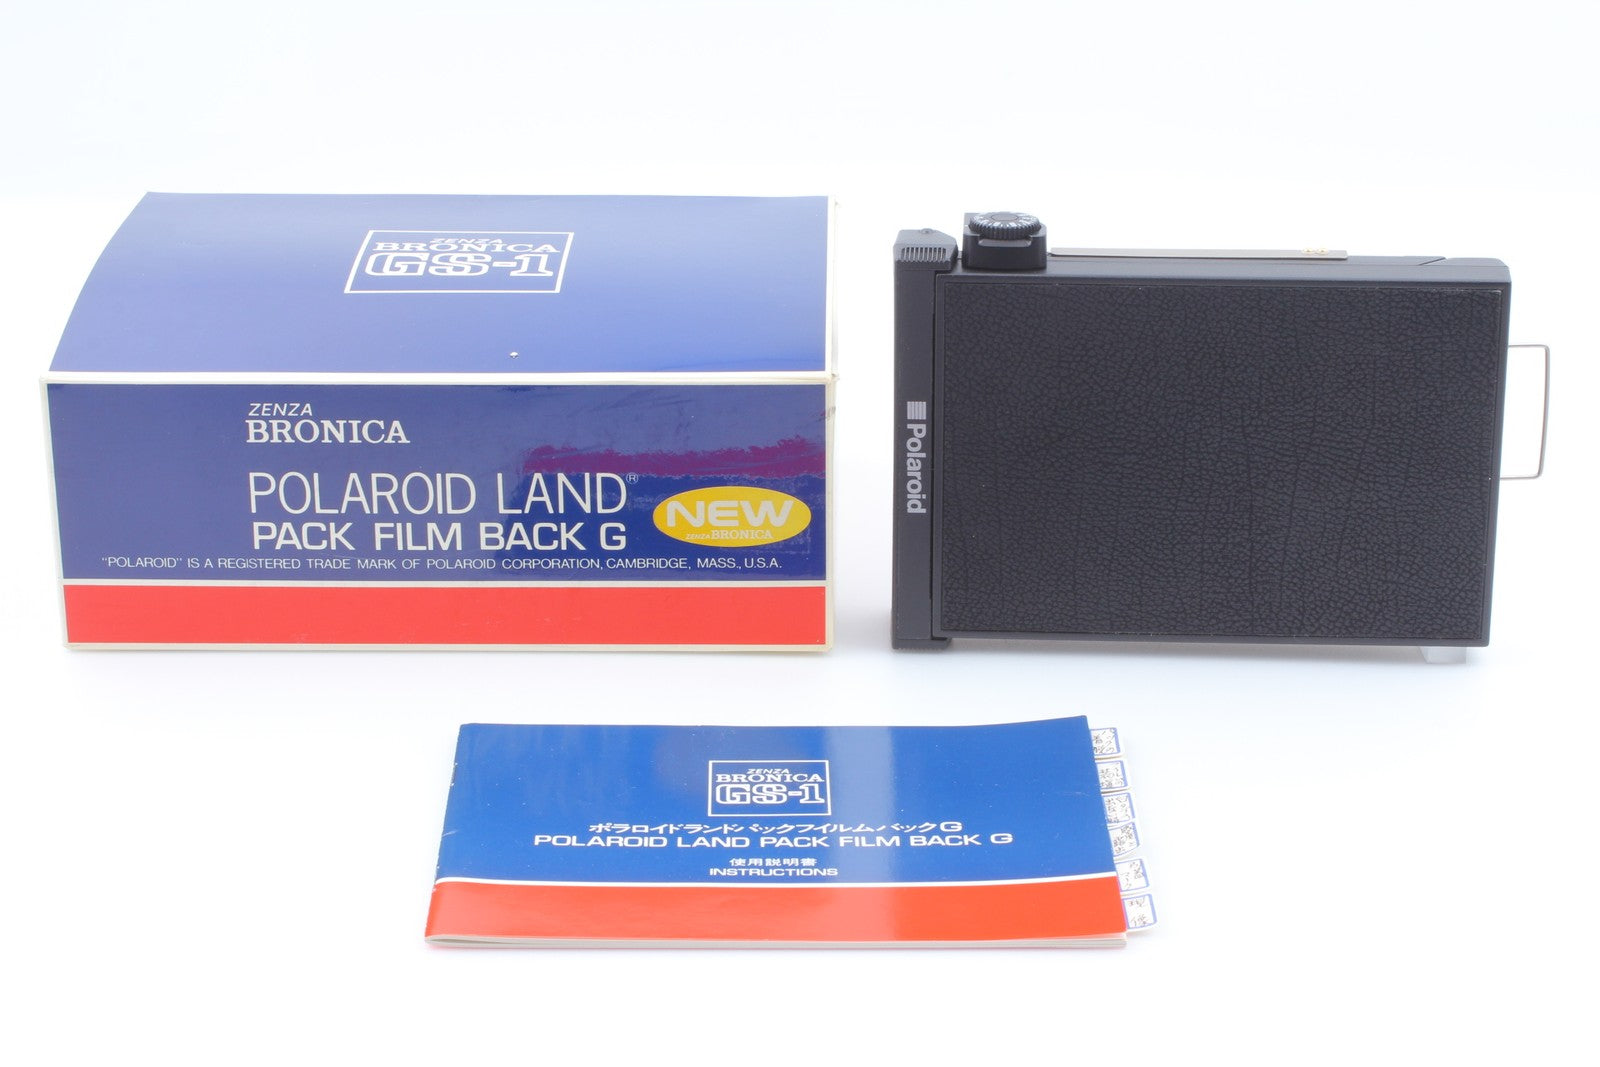 ZENZA
BRONICA
GS-1
ZENZA
BRONICA
POLAROID LAND®
PACK FILM BACK G
NEW
ZENZA BRONICA
"POLAROID" IS A REGISTERED TRADE MARK OF POLAROID CORPORATION, CAMBRIDGE, MASS., U.S.A.
Polaroid
ZENZA
BRONICA
GS-1
ポラロイドランドパックフイルムバックG
POLAROID LAND PACK FILM BACK G
使用説明書
INSTRUCTIONS